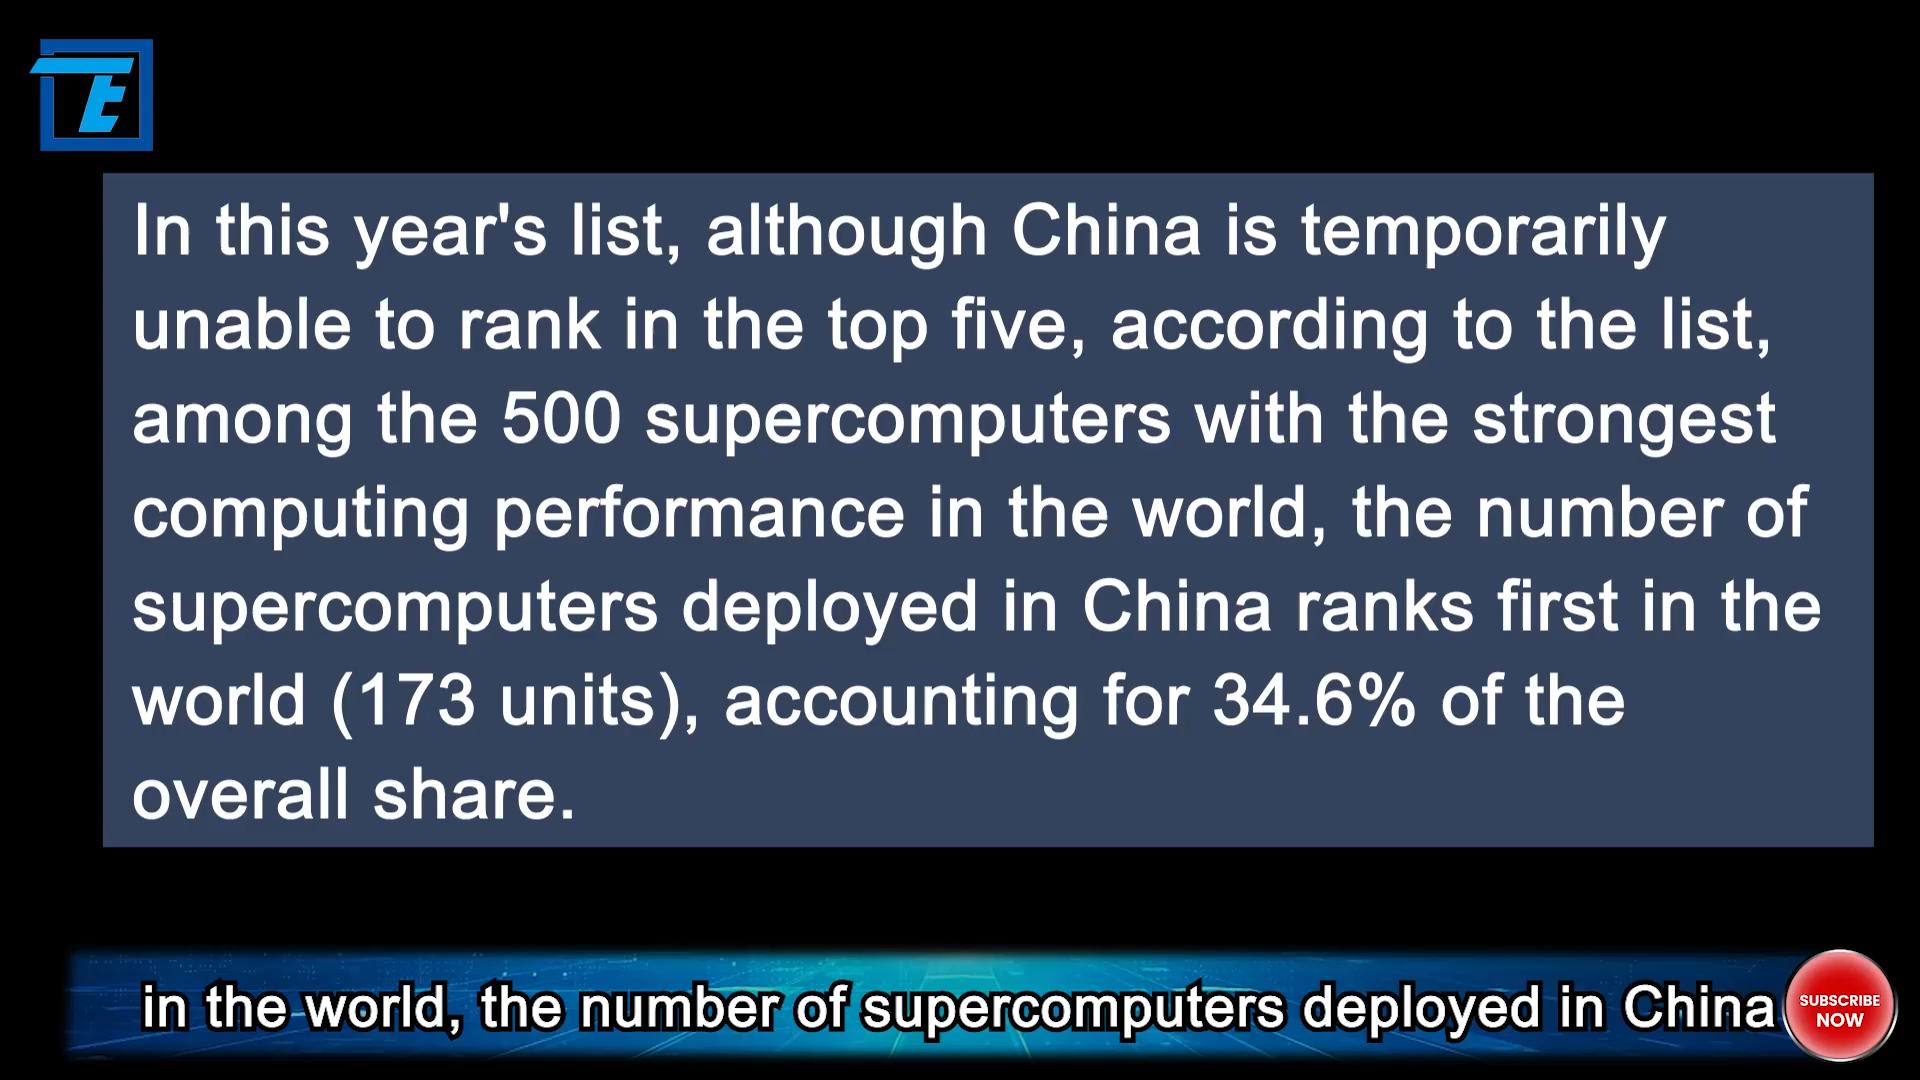 TE
In this year's list, although China is temporarily
unable to rank in the top five, according to the list,
among the 500 supercomputers with the strongest
computing performance in the world, the number of
supercomputers deployed in China ranks first in the
world (173 units), accounting for 34.6% of the
overall share.
in the world, the number of supercomputers deployed in China
SUBSCRIBE
NOW